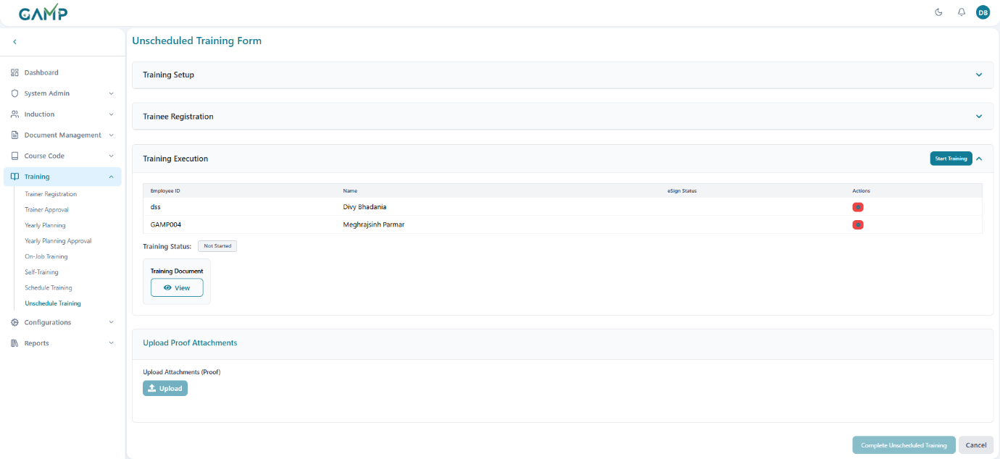 GAMP
DB
Unscheduled Training Form
Dashboard
System Admin
Induction
Document Management
Course Code
Training
Trainer Registration
Trainer Approval
Yearly Planning
Yearly Planning Approval
On-Job Training
Self-Training
Schedule Training
Unschedule Training
Configurations
Reports
Training Setup
Trainee Registration
Training Execution
Start Training
Employee ID Name eSign Status Actions
dss Divy Bhadania
GAMP004 Meghrajsinh Parmar
Training Status: Not Started
Training Document
View
Upload Proof Attachments
Upload Attachments (Proof)
Upload
Complete Unscheduled Training Cancel